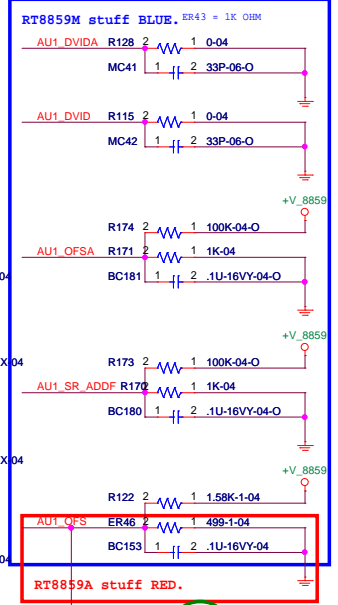 RT8859M stuff BLUE. ER43 = 1K OHM
AU1_DVIDA R128 2 1 0-04
MC41 1 2 33P-06-O
AU1_DVID R115 2 1 0-04
MC42 1 2 33P-06-O
+V_8859
R174 2 1 100K-04-O
AU1_OFSA R171 2 1 1K-04
04 BC181 1 2 .1U-16VY-04-O
+V_8859
X-04 R173 2 1 100K-04-O
AU1_SR_ADDF R170 2 1 1K-04
BC180 1 2 .1U-16VY-04-O
X-04
+V_8859
R122 2 1 1.58K-1-04
AU1_OFS ER46 2 1 499-1-04
04 BC153 1 2 .1U-16VY-04
RT8859A stuff RED.